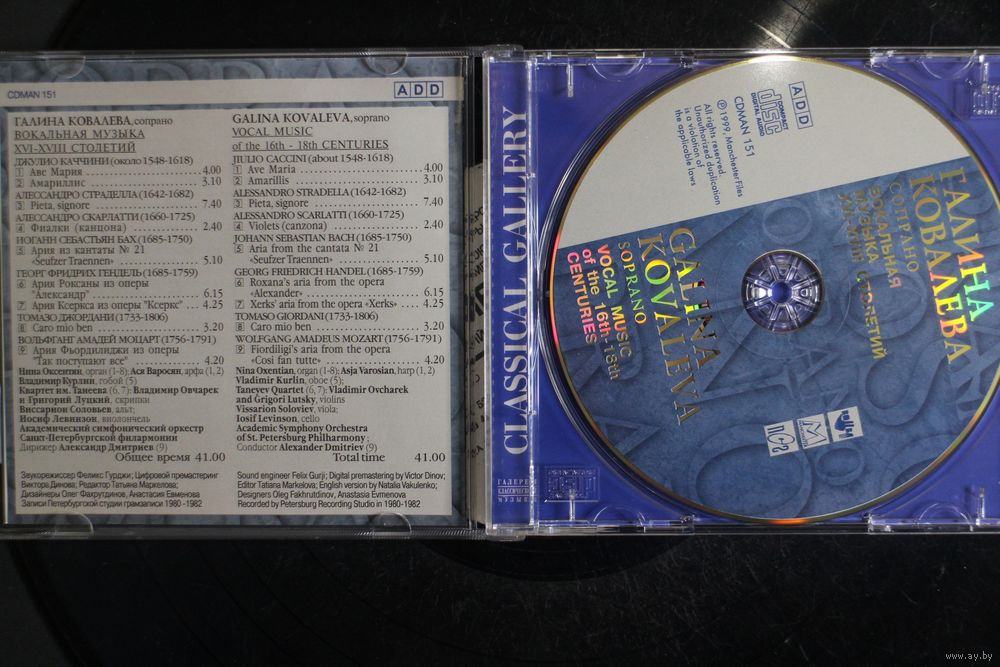 CDMAN 151
ADD
ГАЛИНА КОВАЛЕВА, сопрано
ВОКАЛЬНАЯ МУЗЫКА
XVI-XVIII СТОЛЕТИЙ
ДЖУЛИО КАЧЧИНИ (около 1548-1618)
1 Аве Мария 4.00
2 Амариллис 3.10
АЛЕССАНДРО СТРАДЕЛЛА (1642-1682)
3 Pieta, signore 7.40
АЛЕССАНДРО СКАРЛАТТИ (1660-1725)
4 Фиалки (канцона) 2.40
ИОГАНН СЕБАСТЬЯН БАХ (1685-1750)
5 Ария из кантаты № 21
«Seufzer Traennen» 5.10
ГЕОРГ ФРИДРИХ ГЕНДЕЛЬ (1685-1759)
6 Ария Роксаны из оперы
"Александр" 6.15
7 Ария Ксеркса из оперы "Ксеркс" 4.25
ТОМАЗО ДЖОРДАНИ (1733-1806)
8 Caro mio ben 3.20
ВОЛЬФГАНГ АМАДЕЙ МОЦАРТ (1756-1791)
9 Ария Фьордилиджи из оперы
"Так поступают все" 4.20
Нина Оксентян, орган (1-8); Ася Варосян, арфа (1, 2)
Владимир Курлин, гобой (5)
Квартет им. Танеева (6, 7): Владимир Овчарек
и Григорий Луцкий, скрипки
Виссарион Соловьев, альт;
Иосиф Левинзон, виолончель
Академический симфонический оркестр
Санкт-Петербургской филармонии
Дирижер Александр Дмитриев (9)
Общее время 41.00
Звукорежиссер Феликс Гурджи; Цифровой премастеринг
Виктора Динова; Редактор Татьяна Маркелова;
Дизайнеры Олег Фахрутдинов, Анастасия Евменова
Записи Петербургской студии грамзаписи 1980 -1982
GALINA KOVALEVA, soprano
VOCAL MUSIC
of the 16th - 18th CENTURIES
JIULIO CACCINI (about 1548-1618)
1 Ave Maria 4.00
2 Amarillis 3.10
ALESSANDRO STRADELLA (1642-1682)
3 Pieta, signore 7.40
ALESSANDRO SCARLATTI (1660-1725)
4 Violets (canzona) 2.40
JOHANN SEBASTIAN BACH (1685-1750)
5 Aria from the cantata № 21
«Seufzer Traennen» 5.10
GEORG FRIEDRICH HANDEL (1685-1759)
6 Roxana's aria from the opera
«Alexander» 6.15
7 Xerks' aria from the opera «Xerks» 4.25
TOMASO GIORDANI (1733-1806)
8 Caro mio ben 3.20
WOLFGANG AMADEUS MOZART (1756-1791)
9 Fiordiligi's aria from the opera
«Cosi fan tutte» 4.20
Nina Oxentian, organ (1-8); Asja Varosian, harp (1, 2)
Vladimir Kurlin, oboe (5);
Taneyev Quartet (6, 7): Vladimir Ovcharek
and Grigori Lutsky, violins
Vissarion Soloviev, viola;
Iosif Levinson, cello
Academic Symphony Orchestra
of St. Petersburg Philharmony ;
Conductor Alexander Dmitriev (9)
Total time 41.00
Sound engineer Felix Gurji; Digital premastering by Victor Dinov;
Editor Tatiana Markelova; English version by Natalia Vakulenko;
Designers Oleg Fakhrutdinov, Anastasia Evmenova
Recorded by Petersburg Recording Studio in 1980-1982
CLASSICAL GALLERY
ADD
COMPACT
disc
DIGITAL AUDIO
CDMAN 151
℗ 1999, Manchester Files
All rights reserved.
Unauthorized duplication
is a violation of
the applicable laws
ГАЛИНА
КОВАЛЕВА
СОПРАНО
ВОКАЛЬНАЯ
МУЗЫКА
XVI-XVIII СТОЛЕТИЙ
GALINA
KOVALEVA
SOPRANO
VOCAL MUSIC
of the 16th-18th
CENTURIES
www.ay.by